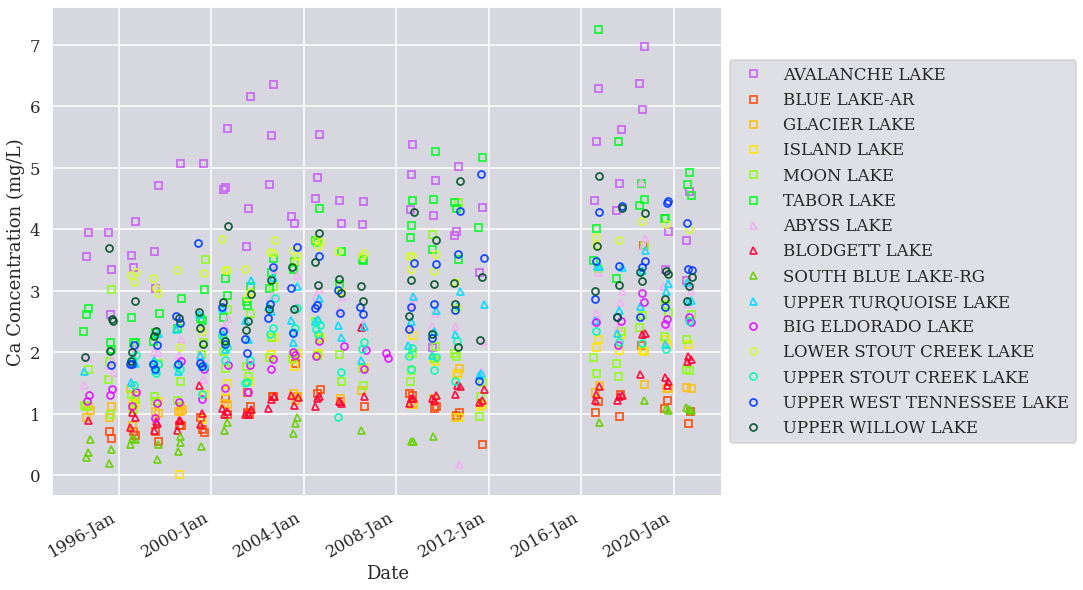 Ca Concentration (mg/L)
7
6
5
4
3
2
1
0
1996-Jan
2000-Jan
2004-Jan
2008-Jan
2012-Jan
2016-Jan
2020-Jan
Date
AVALANCHE LAKE
BLUE LAKE-AR
GLACIER LAKE
ISLAND LAKE
MOON LAKE
TABOR LAKE
ABYSS LAKE
BLODGETT LAKE
SOUTH BLUE LAKE-RG
UPPER TURQUOISE LAKE
BIG ELDORADO LAKE
LOWER STOUT CREEK LAKE
UPPER STOUT CREEK LAKE
UPPER WEST TENNESSEE LAKE
UPPER WILLOW LAKE